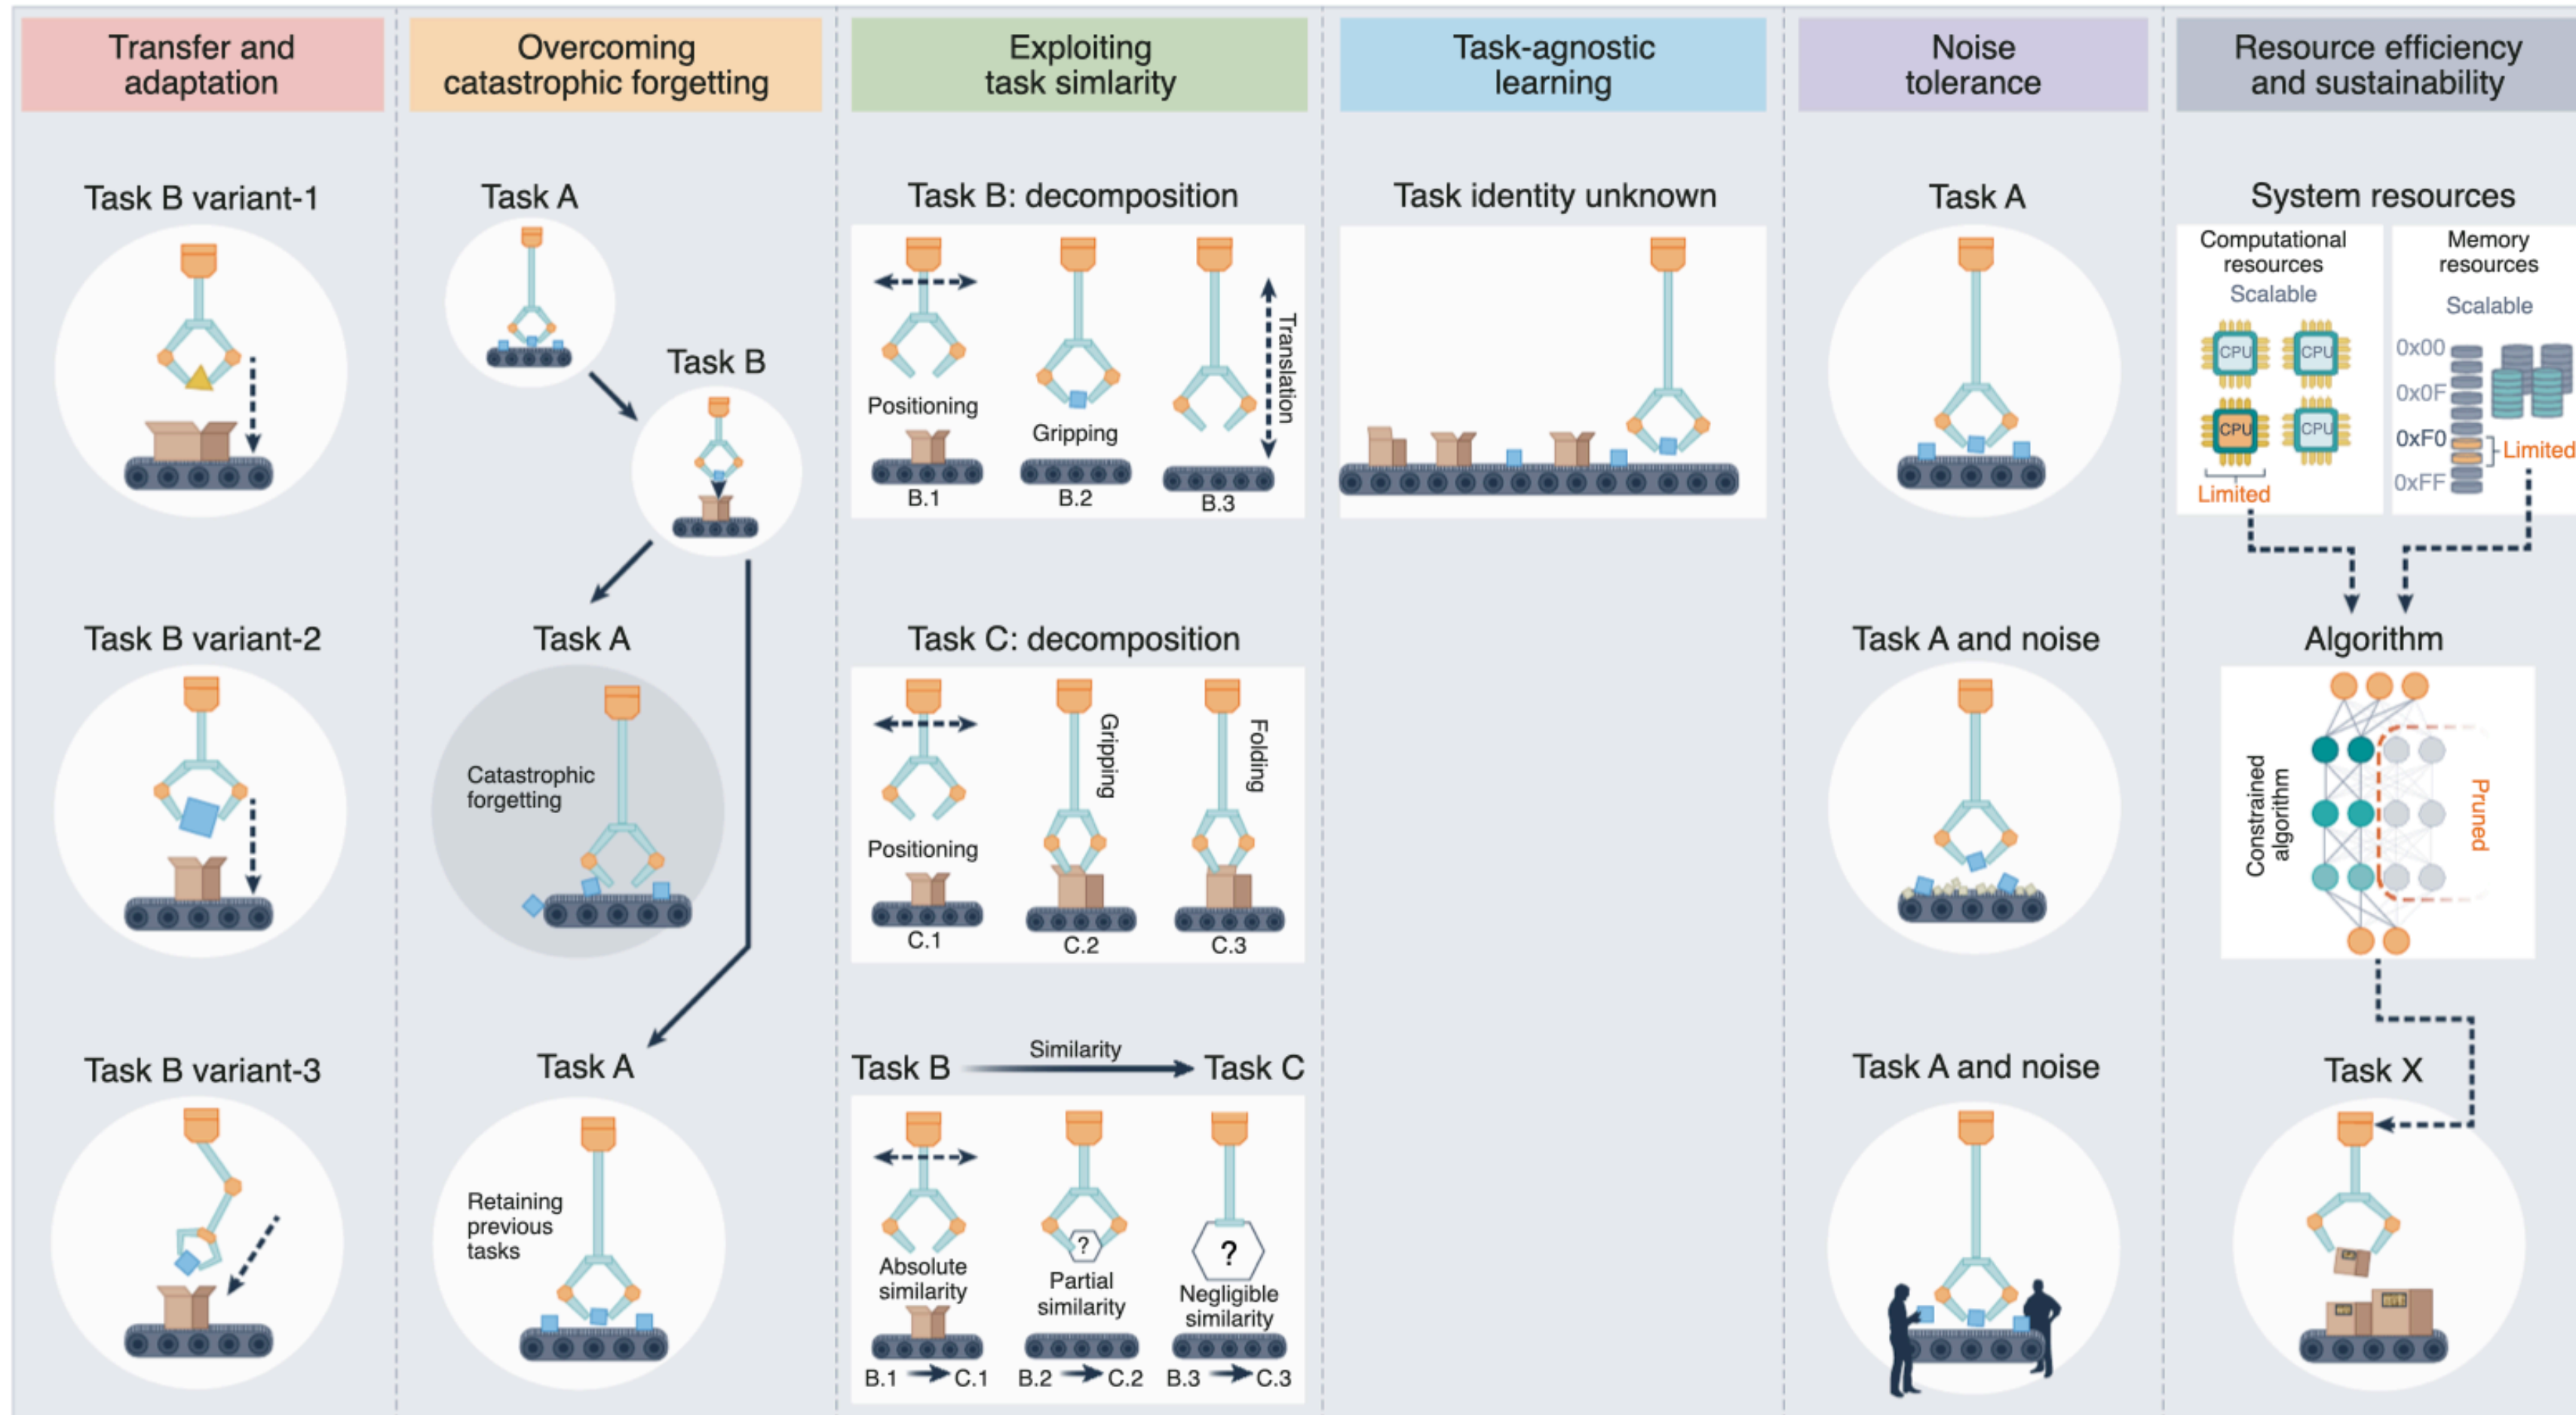 Transfer and
adaptation
Task B variant-1
Task B variant-2
Task B variant-3
Overcoming
catastrophic forgetting
Task A
Task B
Task A
Catastrophic
forgetting
Task A
Retaining
previous
tasks
Exploiting
task simlarity
Task B: decomposition
Positioning
B.1
Gripping
B.2
Translation
B.3
Task C: decomposition
Positioning
C.1
Gripping
C.2
Folding
C.3
Task B
Similarity
Task C
Absolute
similarity
B.1
C.1
?
Partial
similarity
B.2
C.2
?
Negligible
similarity
B.3
C.3
Task-agnostic
learning
Task identity unknown
Noise
tolerance
Task A
Task A and noise
Task A and noise
Resource efficiency
and sustainability
System resources
Computational
resources
Scalable
CPU
CPU
CPU
CPU
Limited
Memory
resources
Scalable
0x00
0x0F
0xF0
0xFF
Limited
Algorithm
Constrained
algorithm
Pruned
Task X